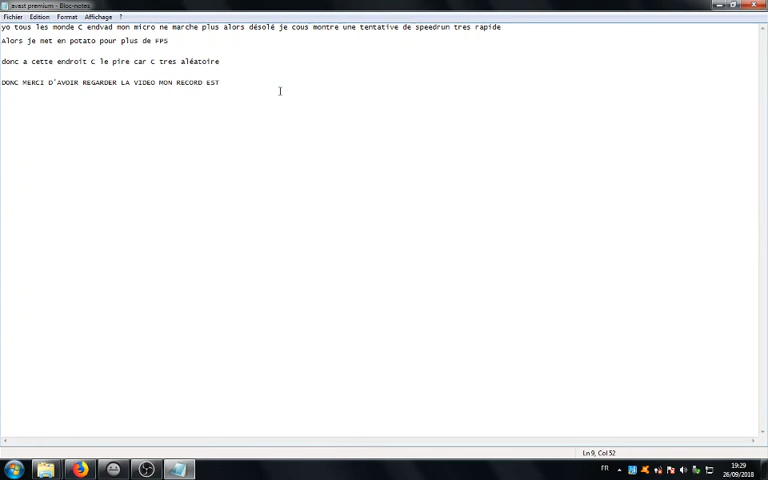 avast premium - Bloc-notes
Fichier Edition Format Affichage ?
yo tous les monde C endvad mon micro ne marche plus alors désolé je cous montre une tentative de speedrun tres rapide
Alors je met en potato pour plus de FPS
donc a cette endroit C le pire car C tres aléatoire
DONC MERCI D'AVOIR REGARDER LA VIDEO MON RECORD EST
Ln 9, Col 52
FR
19:29
26/09/2018